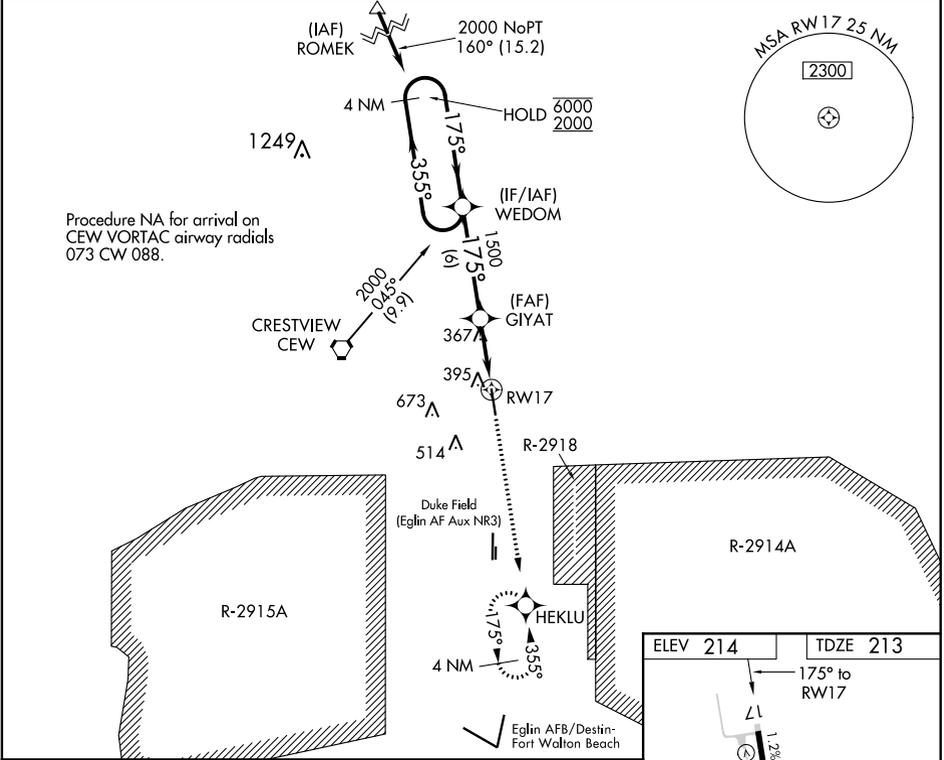 (IAF)
ROMEK
2000 NoPT
160° (15.2)
MSA RW17 25 NM
2300
4 NM
HOLD 6000
2000
175°
355°
1249
(IF/IAF)
WEDOM
Procedure NA for arrival on
CEW VORTAC airway radials
073 CW 088.
1500
175°
(6)
2000
045°
(9.9)
CRESTVIEW
CEW
(FAF)
GIYAT
367
395
RW17
673
514
R-2918
Duke Field
(Eglin AF Aux NR3)
R-2914A
R-2915A
HEKLU
175°
355°
4 NM
Eglin AFB/Destin-
Fort Walton Beach
ELEV 214
TDZE 213
175° to
RW17
17
1.2%